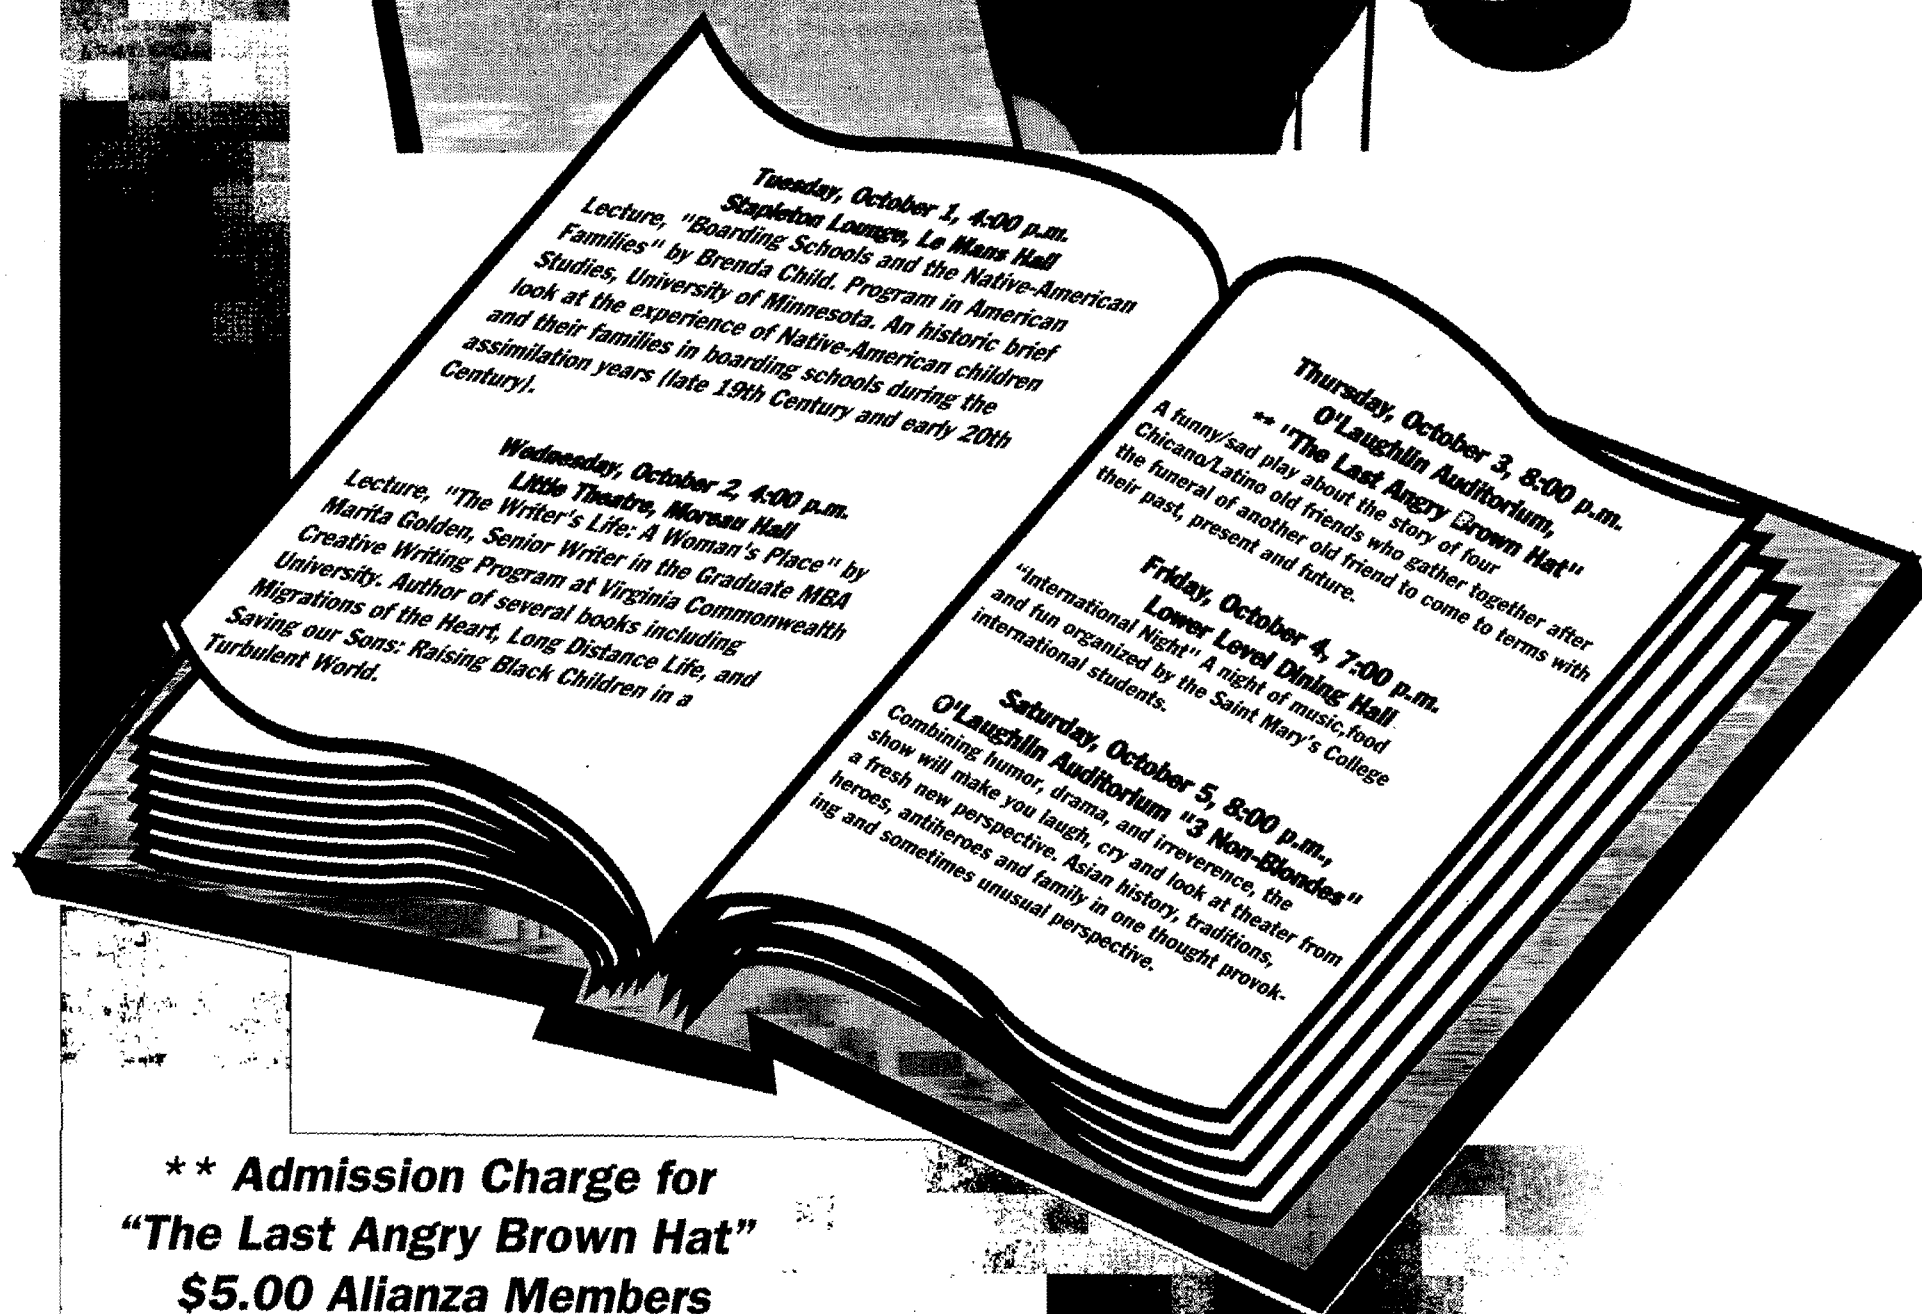 Tuesday, October 1, 4:00 p.m.
Stapleton Lounge, Le Mans Hall
Lecture, "Boarding Schools and the Native-American
Families" by Brenda Child. Program in American
Studies, University of Minnesota. An historic brief
look at the experience of Native-American children
and their families in boarding schools during the
assimilation years (late 19th Century and early 20th
Century).
Wednesday, October 2, 4:00 p.m.
Little Theatre, Moreau Hall
Lecture, "The Writer's Life: A Woman's Place" by
Marita Golden, Senior Writer in the Graduate MBA
Creative Writing Program at Virginia Commonwealth
University. Author of several books including
Migrations of the Heart, Long Distance Life, and
Saving our Sons: Raising Black Children in a
Turbulent World.
Thursday, October 3, 8:00 p.m.
O'Laughlin Auditorium,
** "The Last Angry Brown Hat"
A funny/sad play about the story of four
Chicano/Latino old friends who gather together after
the funeral of another old friend to come to terms with
their past, present and future.
Friday, October 4, 7:00 p.m.
Lower Level Dining Hall
“International Night" A night of music,food
and fun organized by the Saint Mary's College
international students.
Saturday, October 5, 8:00 p.m.,
O'Laughlin Auditorium "3 Non-Blondes"
Combining humor, drama, and irreverence, the
show will make you laugh, cry and look at theater from
a fresh new perspective. Asian history, traditions,
heroes, antiheroes and family in one thought provok-
ing and sometimes unusual perspective.
** Admission Charge for
“The Last Angry Brown Hat”
$5.00 Alianza Members